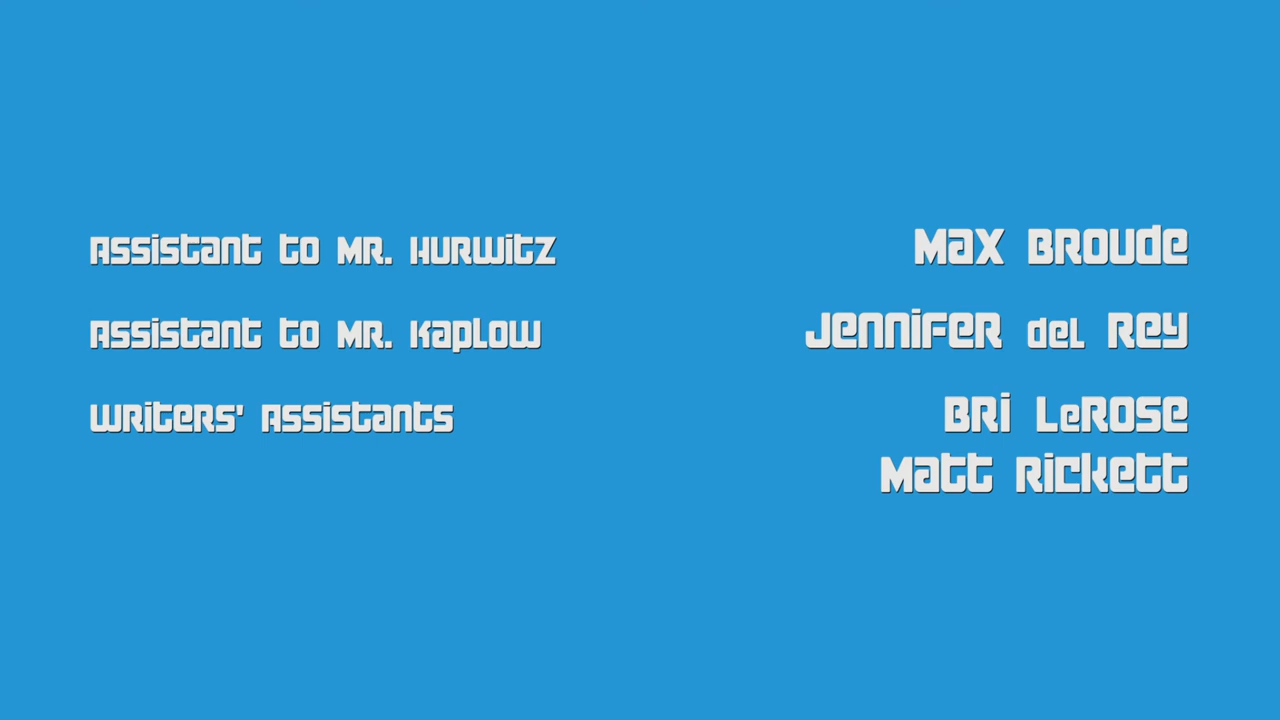 Assistant to Mr. Hurwitz Max Broude
Assistant to Mr. Kaplow Jennifer del Rey
Writers' Assistants Bri LeRose
Matt Rickett